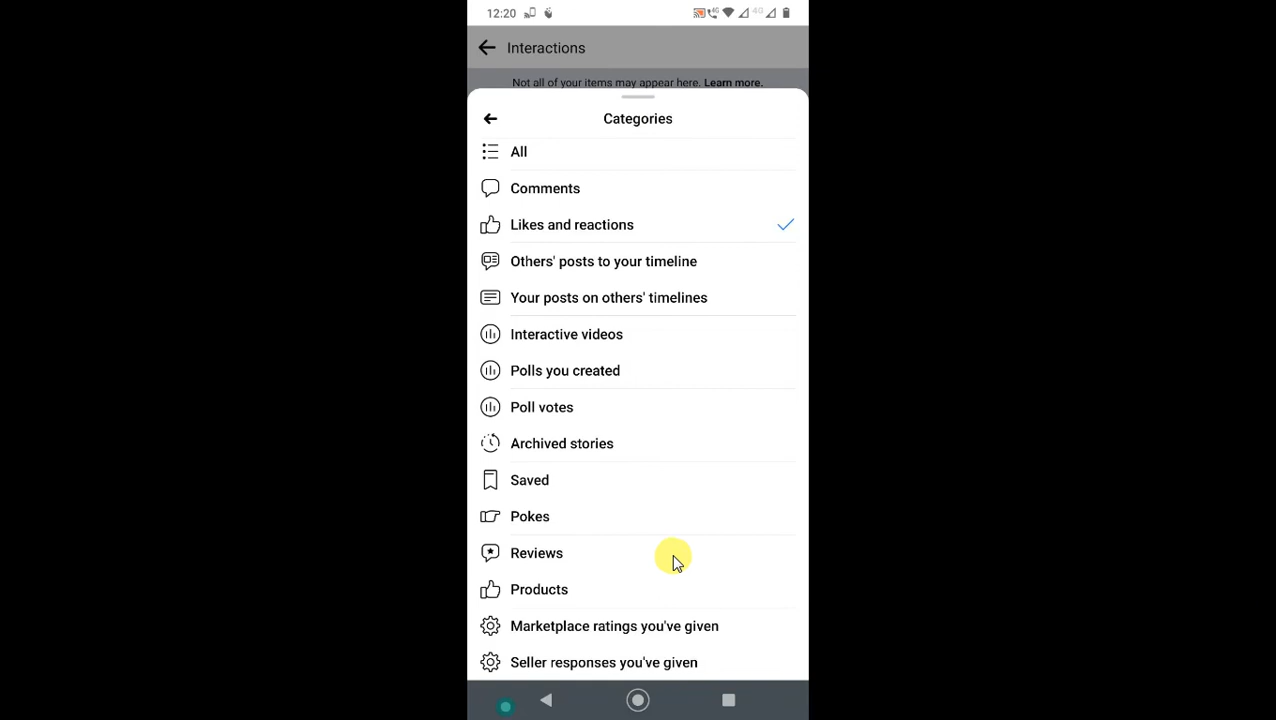 12:20
4G
4G
Interactions
Not all of your items may appear here. Learn more.
Categories
All
Comments
Likes and reactions
Others' posts to your timeline
Your posts on others' timelines
Interactive videos
Polls you created
Poll votes
Archived stories
Saved
Pokes
Reviews
Products
Marketplace ratings you've given
Seller responses you've given